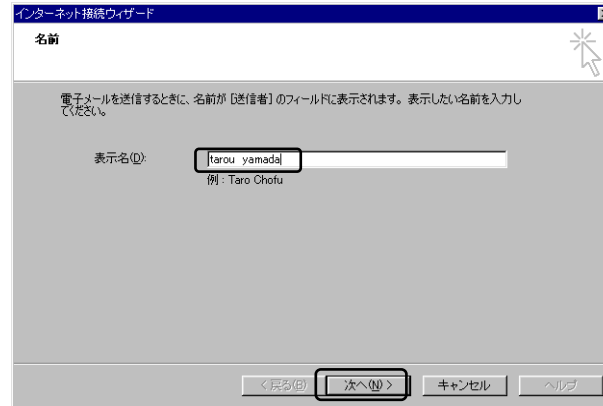 インターネット接続ウィザード
名前
電子メールを送信するときに、名前が [送信者] のフィールドに表示されます。表示したい名前を入力し
てください。
表示名(D): tarou yamada
例 : Taro Chofu
< 戻る(B) 次へ(N) > キャンセル ヘルプ